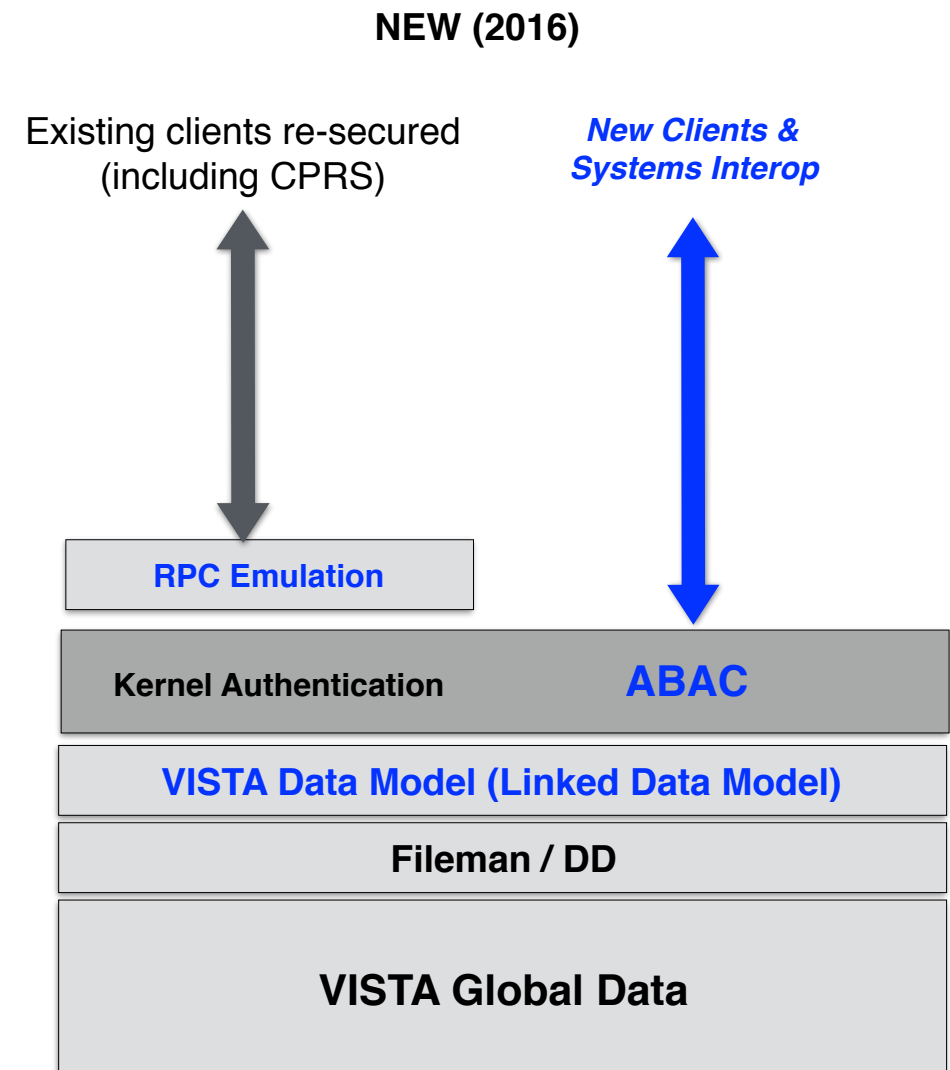 NEW (2016)
Existing clients re-secured
(including CPRS)
New Clients &
Systems Interop
RPC Emulation
Kernel Authentication
ABAC
VISTA Data Model (Linked Data Model)
Fileman / DD
VISTA Global Data